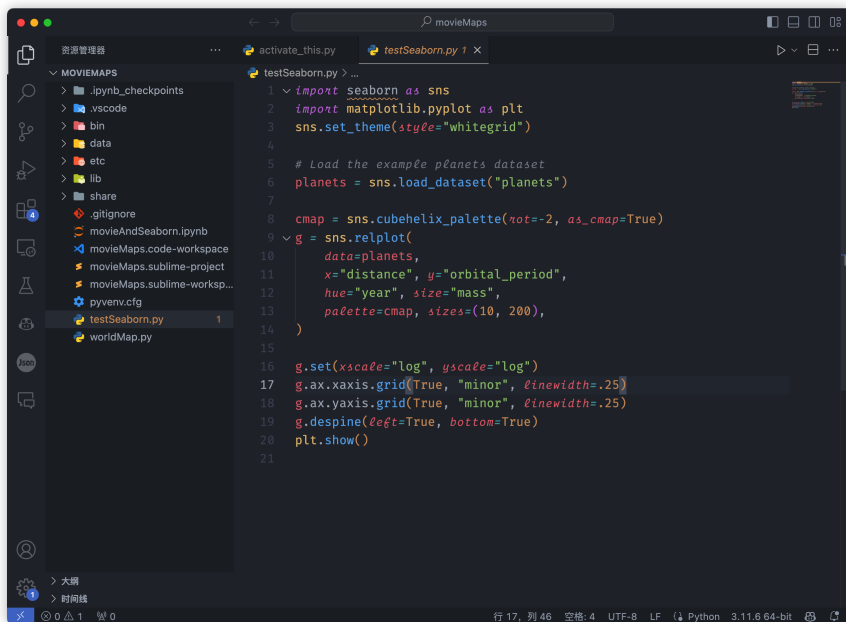 movieMaps
资源管理器
activate_this.py
testSeaborn.py 1
MOVIEMAPS
testSeaborn.py > ...
.ipynb_checkpoints
.vscode
bin
data
etc
lib
share
.gitignore
movieAndSeaborn.ipynb
movieMaps.code-workspace
movieMaps.sublime-project
movieMaps.sublime-worksp...
pyvenv.cfg
testSeaborn.py 1
worldMap.py
4
Json
1 import seaborn as sns
2 import matplotlib.pyplot as plt
3 sns.set_theme(style="whitegrid")
4
5 # Load the example planets dataset
6 planets = sns.load_dataset("planets")
7
8 cmap = sns.cubehelix_palette(rot=-2, as_cmap=True)
9 g = sns.relplot(
10 data=planets,
11 x="distance", y="orbital_period",
12 hue="year", size="mass",
13 palette=cmap, sizes=(10, 200),
14 )
15
16 g.set(xscale="log", yscale="log")
17 g.ax.xaxis.grid(True, "minor", linewidth=.25)
18 g.ax.yaxis.grid(True, "minor", linewidth=.25)
19 g.despine(left=True, bottom=True)
20 plt.show()
21
大纲
时间线
1
0 1 0
行 17，列 46 空格: 4 UTF-8 LF Python 3.11.6 64-bit